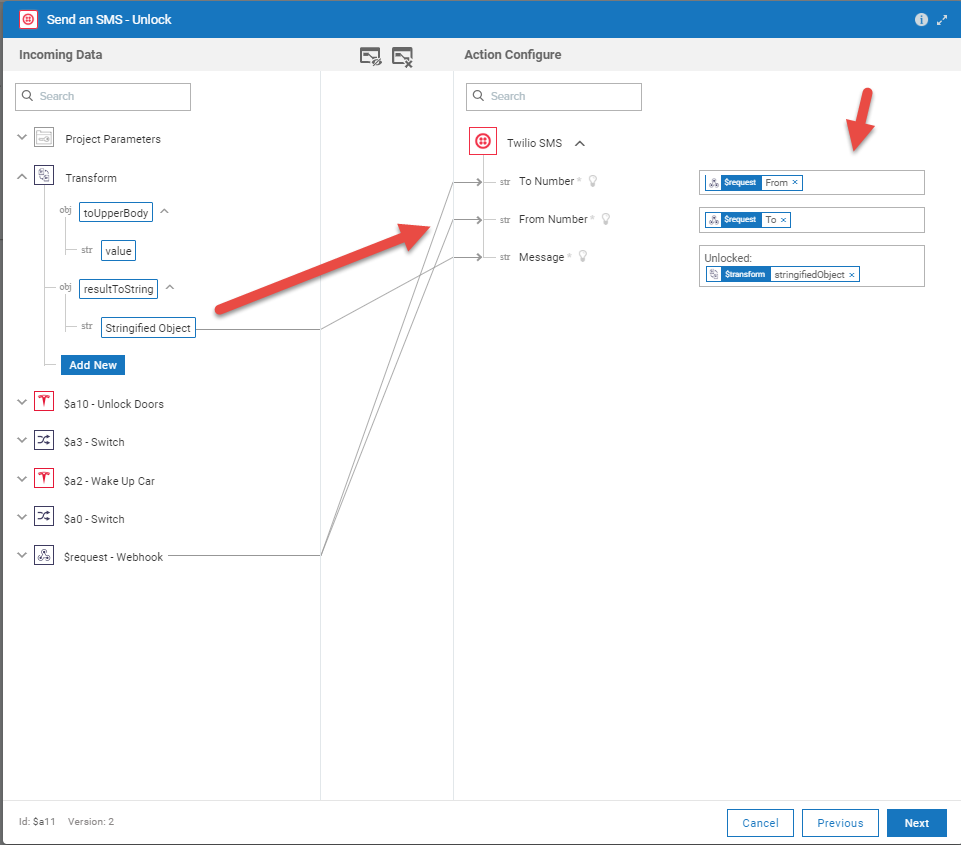 Send an SMS - Unlock
Incoming Data
Action Configure
Search
Search
Project Parameters
Twilio SMS
Transform
str To Number * $request From ×
obj toUpperBody
str From Number * $request To ×
str value
str Message * Unlocked:
$transform stringifiedObject ×
obj resultToString
str Stringified Object
Add New
$a10 - Unlock Doors
$a3 - Switch
$a2 - Wake Up Car
$a0 - Switch
$request - Webhook
Id: $a11 Version: 2
Cancel Previous Next